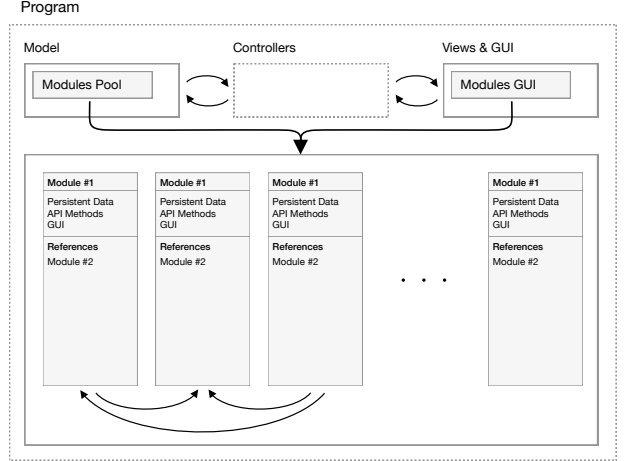 Program
Model
Controllers
Views & GUI
Modules Pool
Modules GUI
Module #1
Persistent Data
API Methods
GUI
References
Module #2
Module #1
Persistent Data
API Methods
GUI
References
Module #2
Module #1
Persistent Data
API Methods
GUI
References
Module #2
. . .
Module #1
Persistent Data
API Methods
GUI
References
Module #2